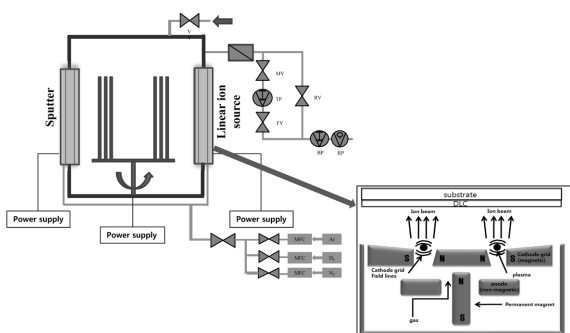 V
MV
TP
FV
RV
BP
RP
Sputter
Linear ion
source
Power supply
Power supply
Power supply
MFC
Ar
MFC
H₂
MFC
N₂
substrate
DLC
Ion beam
Ion beam
S
N
N
S
Cathode grid
(magnetic)
Cathode grid
Field lines
plasma
N
anode
(non-magnetic)
S
Permanent magnet
gas